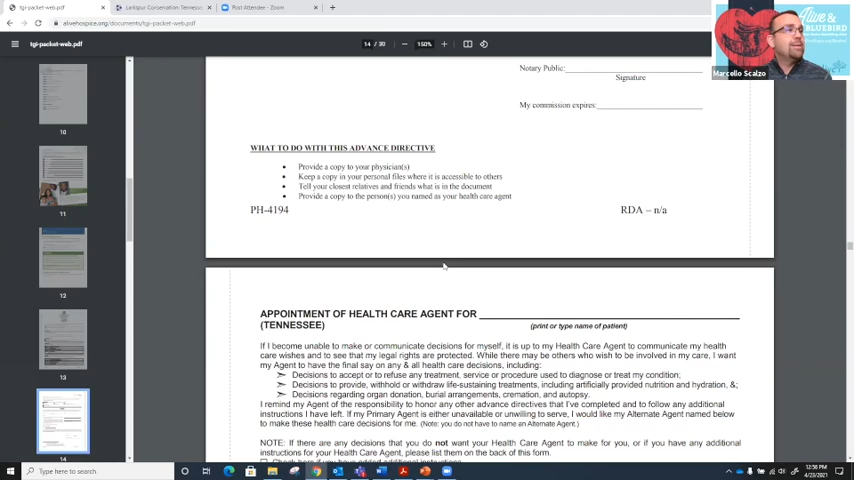 tgi-packet-web.pdf
Larkspur Conservation Tennessee
Post Attendee - Zoom
alivehospice.org/documents/tgi-packet-web.pdf
tgi-packet-web.pdf
14 / 30
150%
Alive &
BLUEBIRD
Marcello Scalzo
10
11
12
13
14
Notary Public:
Signature
My commission expires:
WHAT TO DO WITH THIS ADVANCE DIRECTIVE
• Provide a copy to your physician(s)
• Keep a copy in your personal files where it is accessible to others
• Tell your closest relatives and friends what is in the document
• Provide a copy to the person(s) you named as your health care agent
PH-4194 RDA – n/a
APPOINTMENT OF HEALTH CARE AGENT FOR
(TENNESSEE) (print or type name of patient)
If I become unable to make or communicate decisions for myself, it is up to my Health Care Agent to communicate my health
care wishes and to see that my legal rights are protected. While there may be others who wish to be involved in my care, I want
my Agent to have the final say on any & all health care decisions, including:
➢ Decisions to accept or to refuse any treatment, service or procedure used to diagnose or treat my condition;
➢ Decisions to provide, withhold or withdraw life-sustaining treatments, including artificially provided nutrition and hydration, &;
➢ Decisions regarding organ donation, burial arrangements, cremation, and autopsy.
I remind my Agent of the responsibility to honor any other advance directives that I've completed and to follow any additional
instructions I have left. If my Primary Agent is either unavailable or unwilling to serve, I would like my Alternate Agent named below
to make these health care decisions for me. (Note: you do not have to name an Alternate Agent.)
NOTE: If there are any decisions that you do not want your Health Care Agent to make for you, or if you have any additional
instructions for your Health Care Agent, please list them on the back of this form.
Check here if you have added additional instructions
Type here to search
12:56 PM
4/23/2021